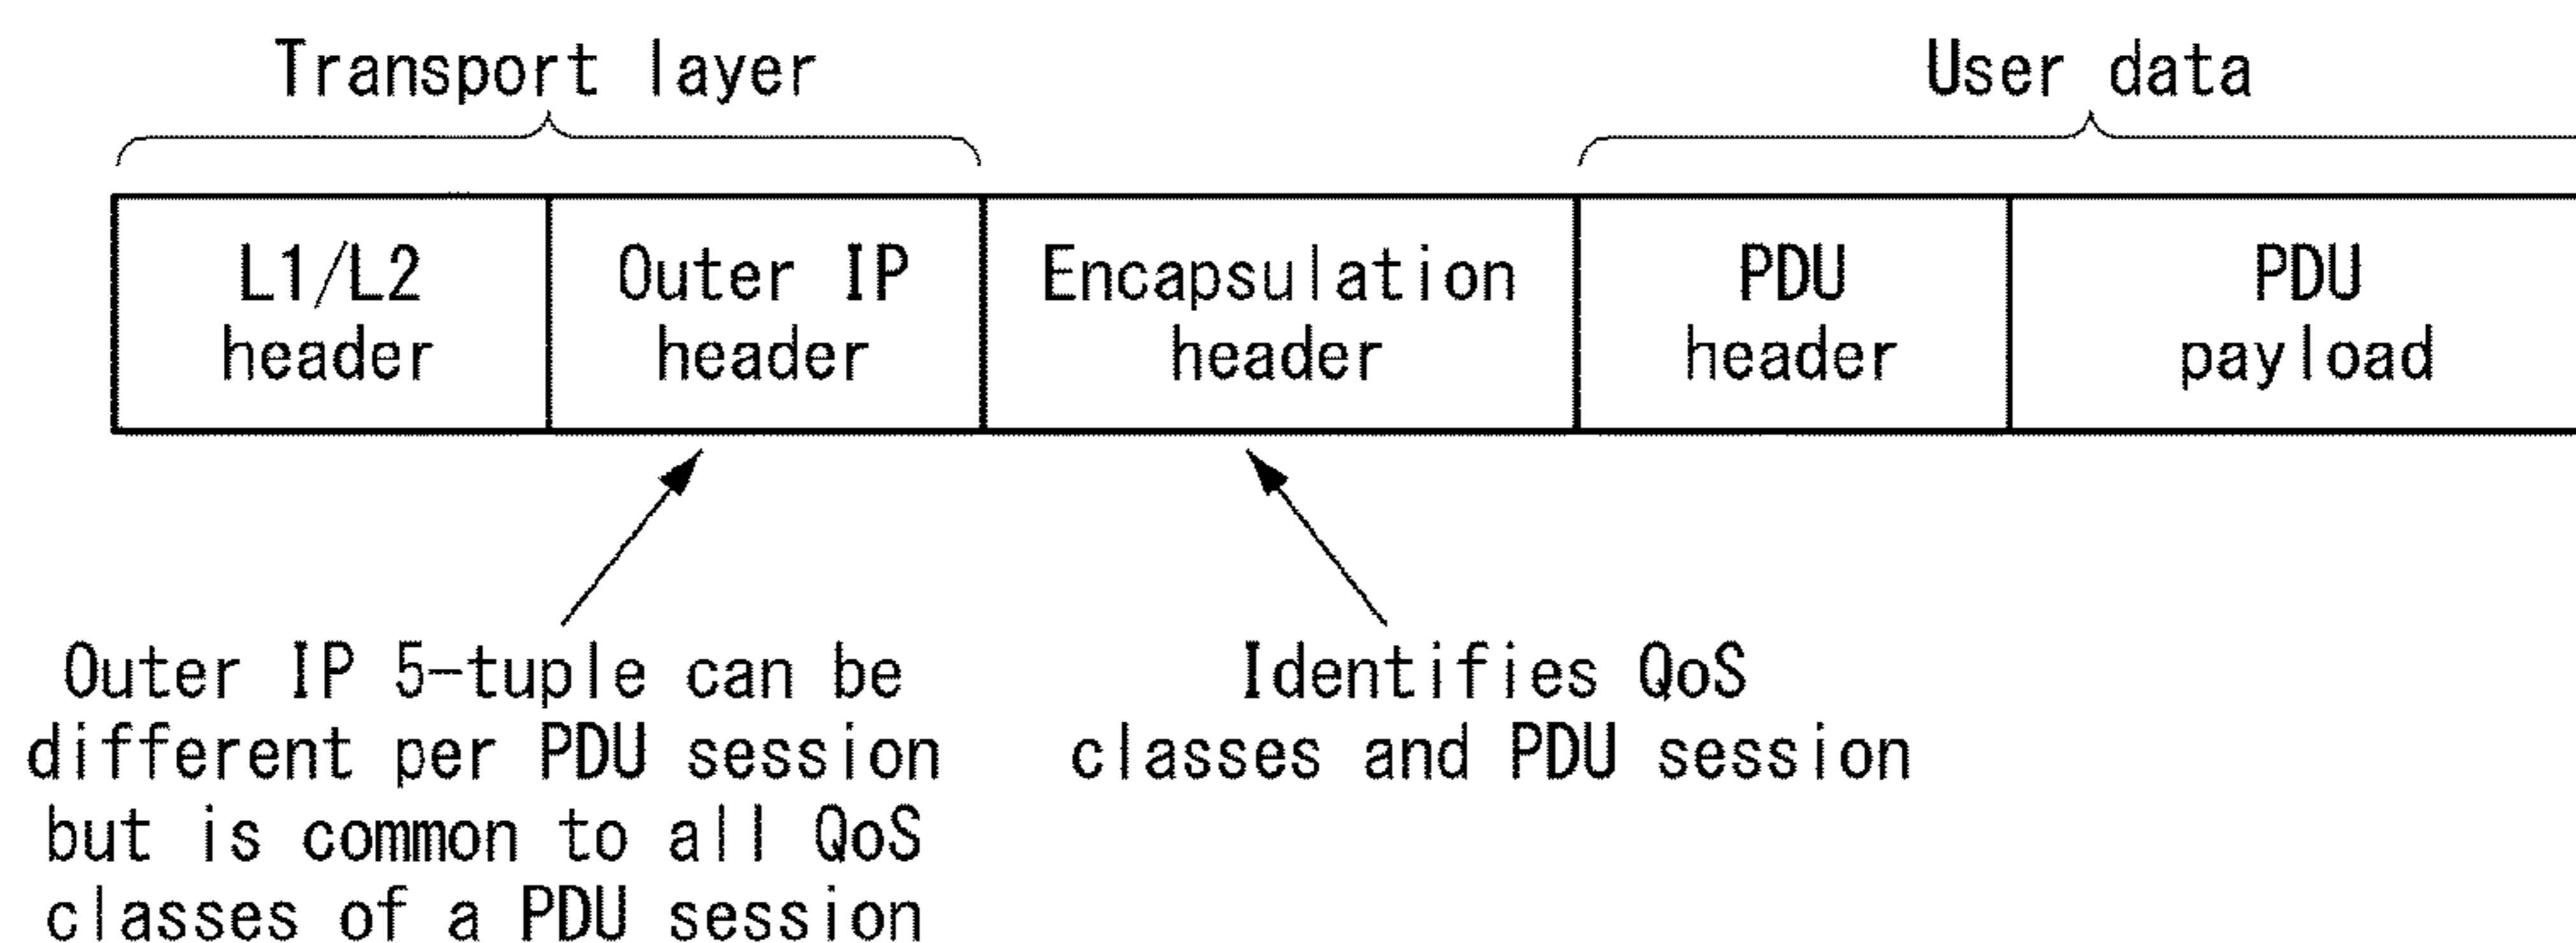 Transport layer
User data
L1/L2
header
Outer IP
header
Encapsulation
header
PDU
header
PDU
payload
Outer IP 5-tuple can be
different per PDU session
but is common to all QoS
classes of a PDU session
Identifies QoS
classes and PDU session